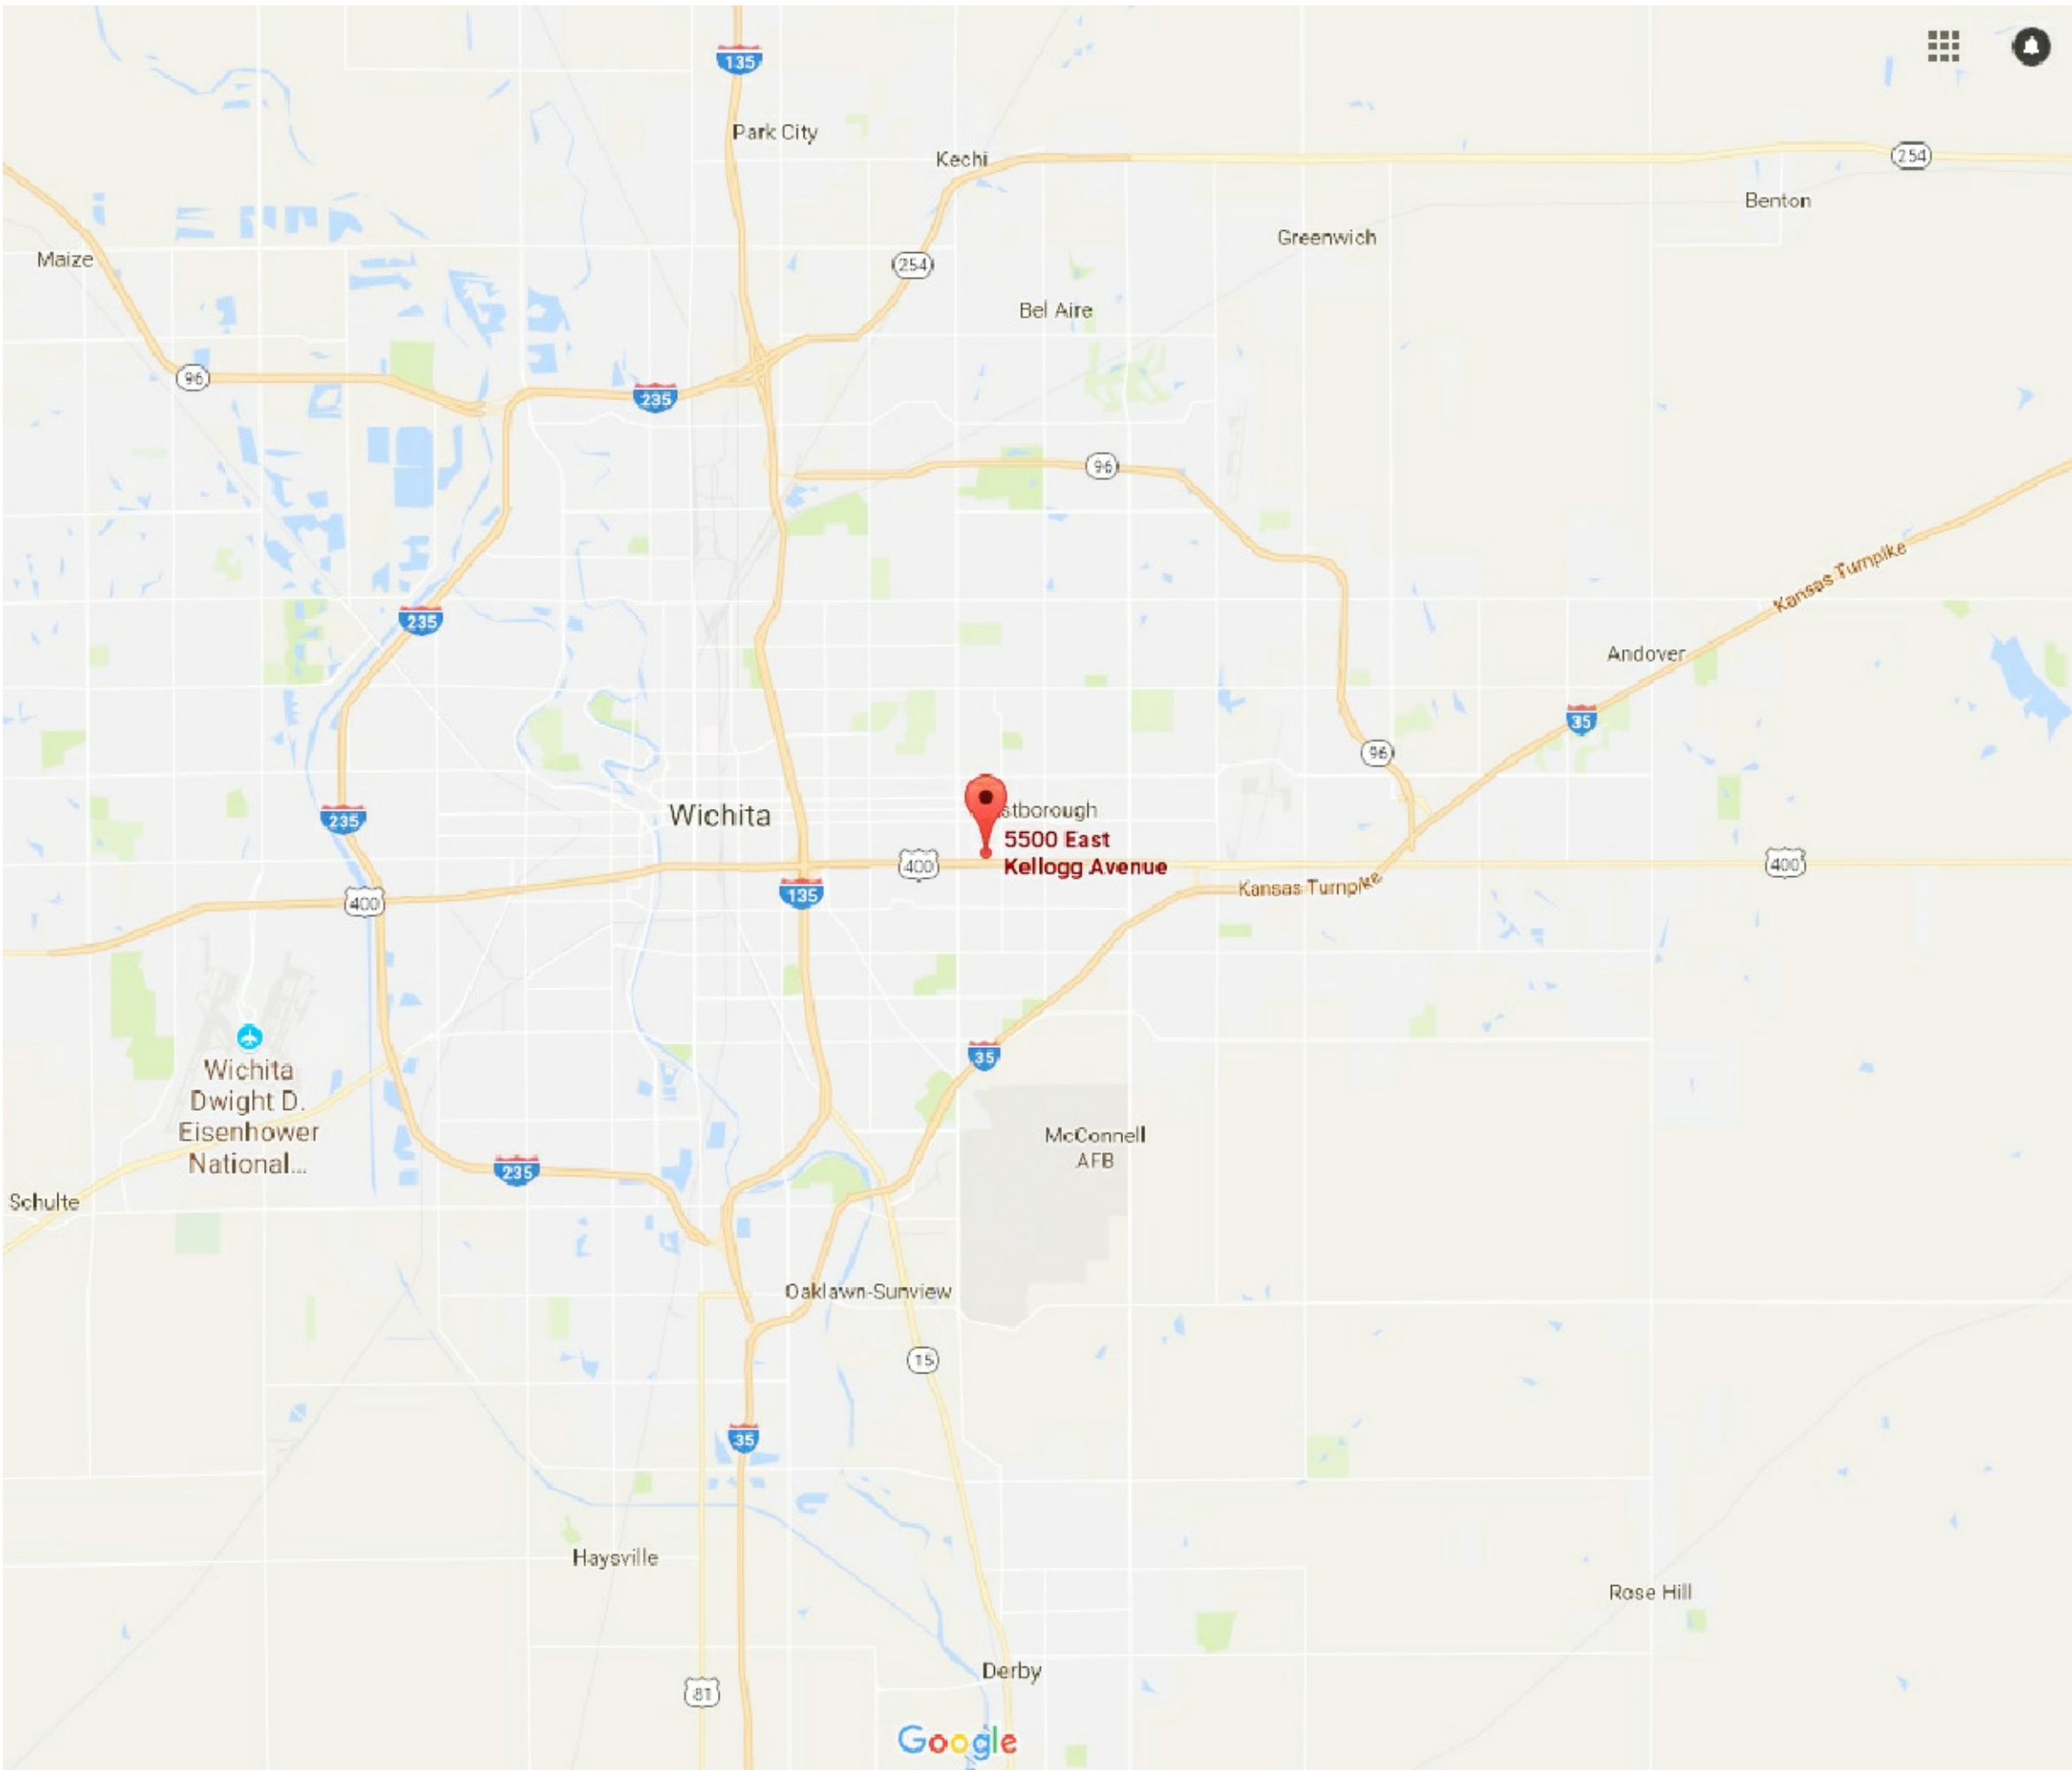 135
Park City
Kechi
254
Benton
Greenwich
Maize
254
Bel Aire
96
235
96
Kansas Turnpike
235
Andover
35
96
Wichita
stborough
5500 East
Kellogg Avenue
235
400
400
135
Kansas Turnpike
400
35
Wichita
Dwight D.
Eisenhower
National...
McConnell
AFB
235
Schulte
Oaklawn-Sunview
15
35
Haysville
Rose Hill
Derby
81
Google